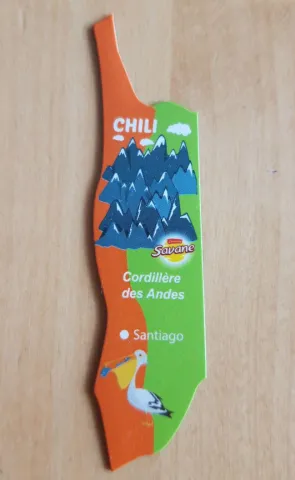 CHILI
Savane
Cordillère
des Andes
Santiago